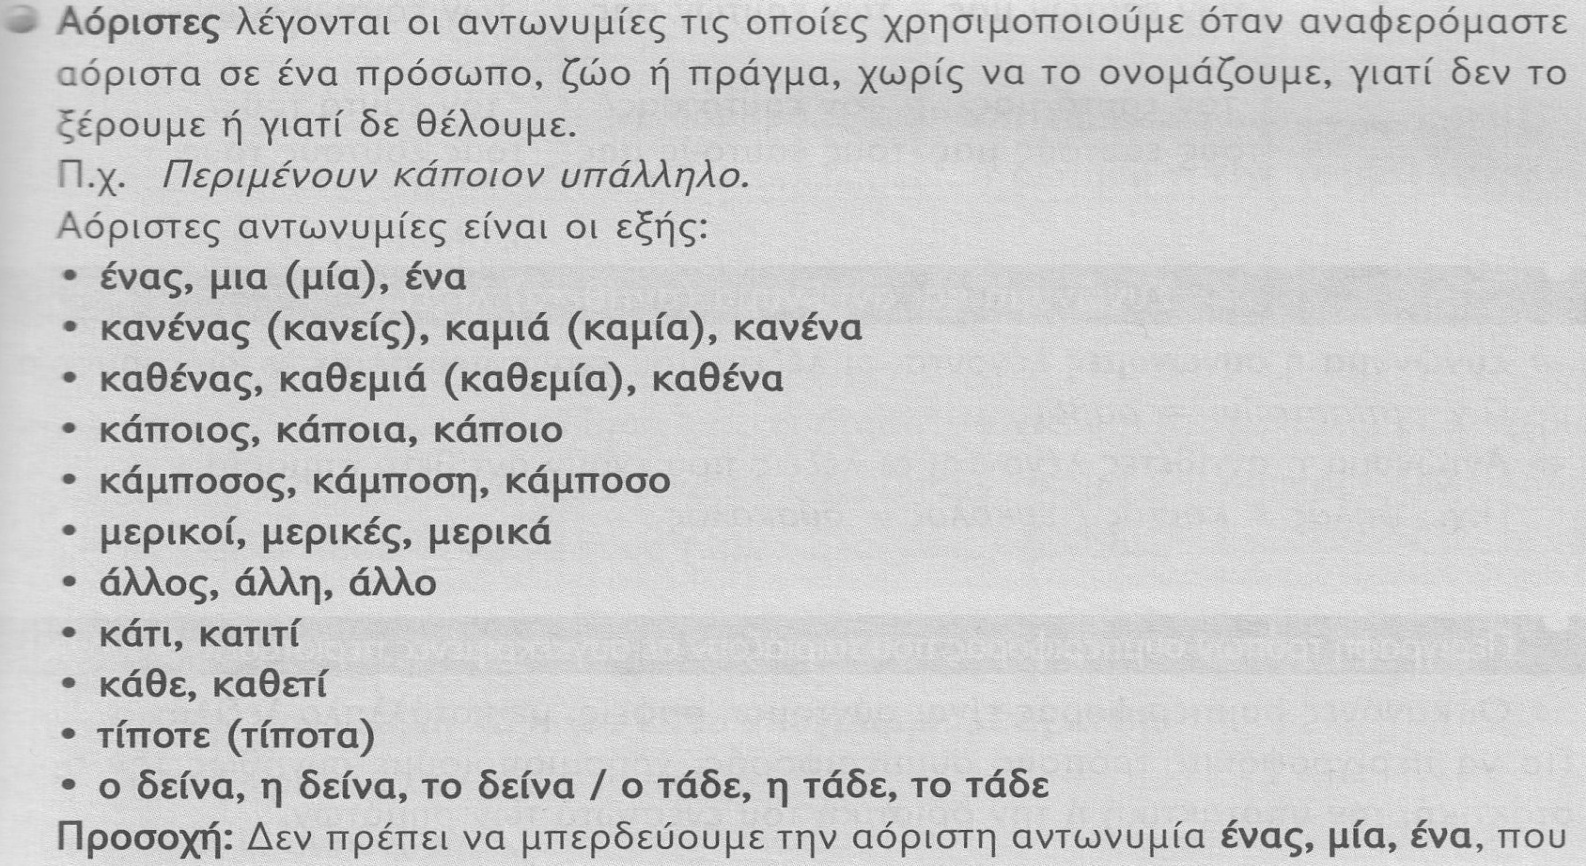 Αόριστες λέγονται οι αντωνυμίες τις οποίες χρησιμοποιούμε όταν αναφερόμαστε
αόριστα σε ένα πρόσωπο, ζώο ή πράγμα, χωρίς να το ονομάζουμε, γιατί δεν το
ξέρουμε ή γιατί δε θέλουμε.
Π.χ. Περιμένουν κάποιον υπάλληλο.
Αόριστες αντωνυμίες είναι οι εξής:
• ένας, μια (μία), ένα
• κανένας (κανείς), καμιά (καμία), κανένα
• καθένας, καθεμιά (καθεμία), καθένα
• κάποιος, κάποια, κάποιο
• κάμποσος, κάμποση, κάμποσο
• μερικοί, μερικές, μερικά
• άλλος, άλλη, άλλο
• κάτι, κατιτί
• κάθε, καθετί
• τίποτε (τίποτα)
• ο δείνα, η δείνα, το δείνα / ο τάδε, η τάδε, το τάδε
Προσοχή: Δεν πρέπει να μπερδεύουμε την αόριστη αντωνυμία ένας, μία, ένα, που